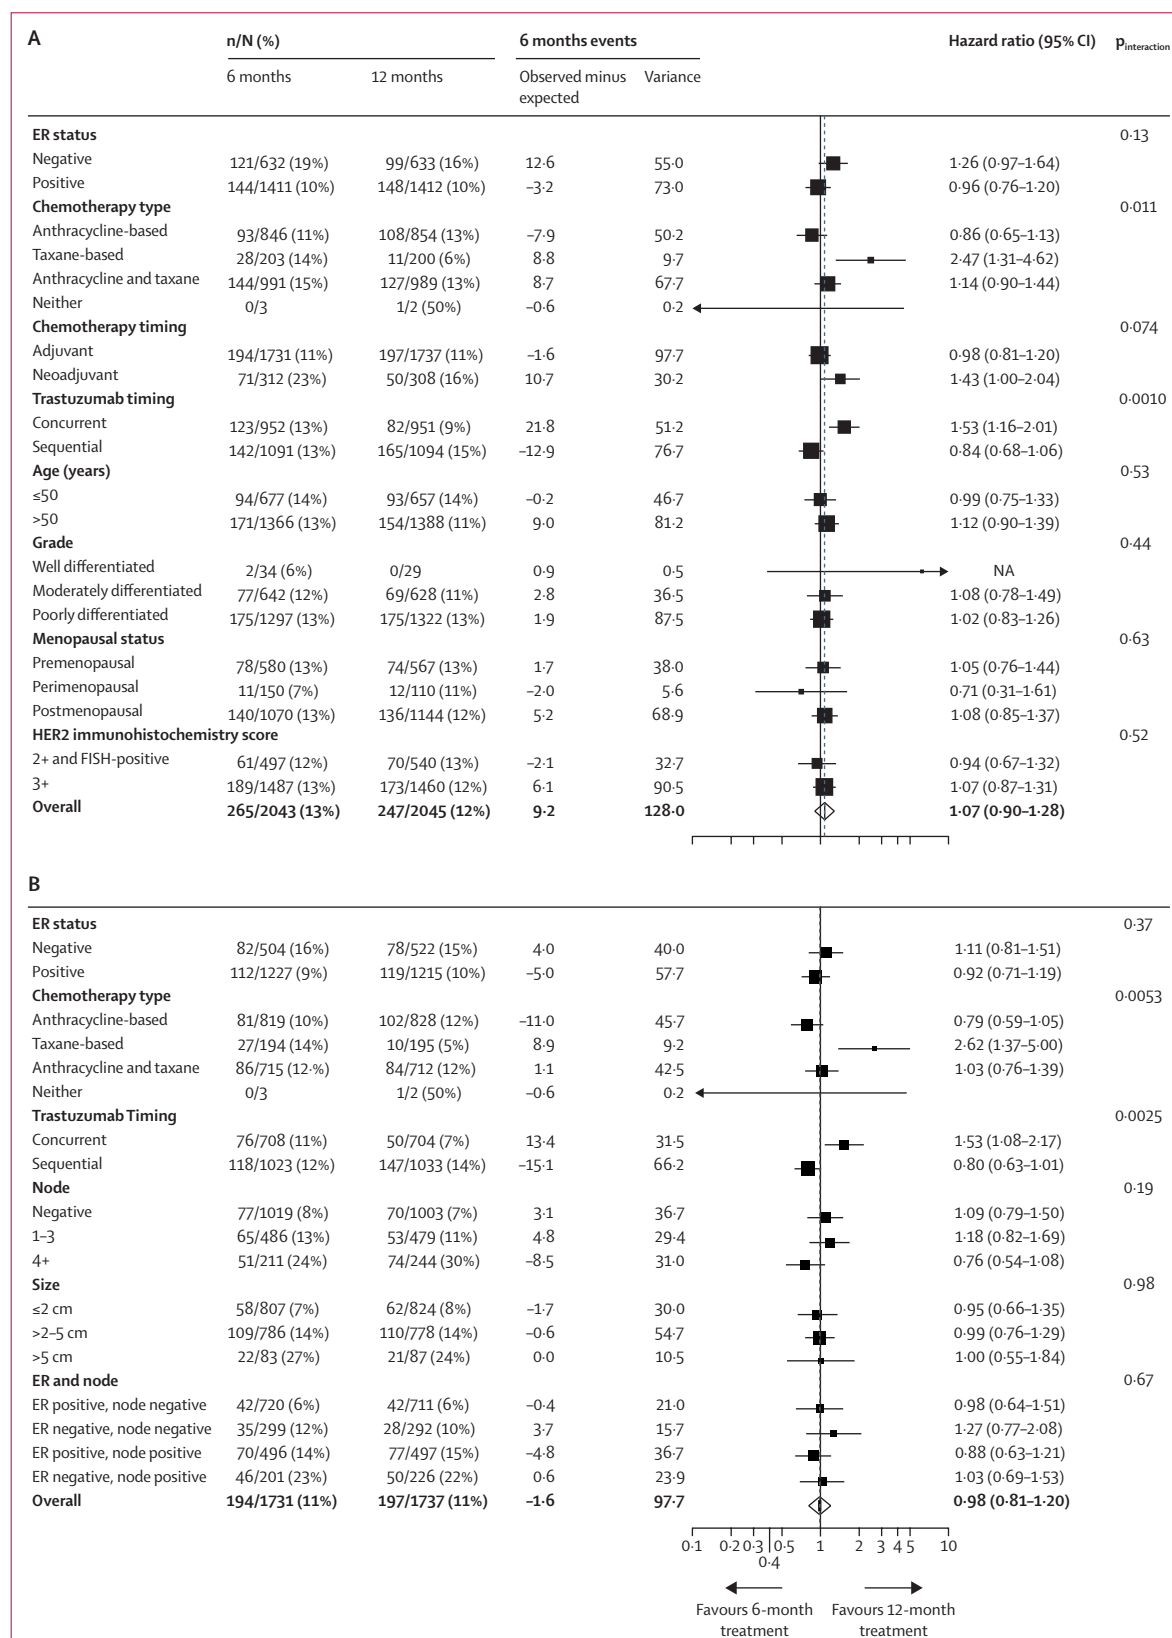 A n/N (%) 6 months events Hazard ratio (95% CI) pinteraction
6 months 12 months Observed minus expected Variance
ER status 0·13
Negative 121/632 (19%) 99/633 (16%) 12·6 55·0 1·26 (0·97–1·64)
Positive 144/1411 (10%) 148/1412 (10%) –3·2 73·0 0·96 (0·76–1·20)
Chemotherapy type 0·011
Anthracycline-based 93/846 (11%) 108/854 (13%) –7·9 50·2 0·86 (0·65–1·13)
Taxane-based 28/203 (14%) 11/200 (6%) 8·8 9·7 2·47 (1·31–4·62)
Anthracycline and taxane 144/991 (15%) 127/989 (13%) 8·7 67·7 1·14 (0·90–1·44)
Neither 0/3 1/2 (50%) –0·6 0·2
Chemotherapy timing 0·074
Adjuvant 194/1731 (11%) 197/1737 (11%) –1·6 97·7 0·98 (0·81–1·20)
Neoadjuvant 71/312 (23%) 50/308 (16%) 10·7 30·2 1·43 (1·00–2·04)
Trastuzumab timing 0·0010
Concurrent 123/952 (13%) 82/951 (9%) 21·8 51·2 1·53 (1·16–2·01)
Sequential 142/1091 (13%) 165/1094 (15%) –12·9 76·7 0·84 (0·68–1·06)
Age (years) 0·53
≤50 94/677 (14%) 93/657 (14%) –0·2 46·7 0·99 (0·75–1·33)
>50 171/1366 (13%) 154/1388 (11%) 9·0 81·2 1·12 (0·90–1·39)
Grade 0·44
Well differentiated 2/34 (6%) 0/29 0·9 0·5 NA
Moderately differentiated 77/642 (12%) 69/628 (11%) 2·8 36·5 1·08 (0·78–1·49)
Poorly differentiated 175/1297 (13%) 175/1322 (13%) 1·9 87·5 1·02 (0·83–1·26)
Menopausal status 0·63
Premenopausal 78/580 (13%) 74/567 (13%) 1·7 38·0 1·05 (0·76–1·44)
Perimenopausal 11/150 (7%) 12/110 (11%) –2·0 5·6 0·71 (0·31–1·61)
Postmenopausal 140/1070 (13%) 136/1144 (12%) 5·2 68·9 1·08 (0·85–1·37)
HER2 immunohistochemistry score 0·52
2+ and FISH-positive 61/497 (12%) 70/540 (13%) –2·1 32·7 0·94 (0·67–1·32)
3+ 189/1487 (13%) 173/1460 (12%) 6·1 90·5 1·07 (0·87–1·31)
Overall 265/2043 (13%) 247/2045 (12%) 9·2 128·0 1·07 (0·90–1·28)
B
ER status 0·37
Negative 82/504 (16%) 78/522 (15%) 4·0 40·0 1·11 (0·81–1·51)
Positive 112/1227 (9%) 119/1215 (10%) –5·0 57·7 0·92 (0·71–1·19)
Chemotherapy type 0·0053
Anthracycline-based 81/819 (10%) 102/828 (12%) –11·0 45·7 0·79 (0·59–1·05)
Taxane-based 27/194 (14%) 10/195 (5%) 8·9 9·2 2·62 (1·37–5·00)
Anthracycline and taxane 86/715 (12·%) 84/712 (12%) 1·1 42·5 1·03 (0·76–1·39)
Neither 0/3 1/2 (50%) –0·6 0·2
Trastuzumab Timing 0·0025
Concurrent 76/708 (11%) 50/704 (7%) 13·4 31·5 1·53 (1·08–2·17)
Sequential 118/1023 (12%) 147/1033 (14%) –15·1 66·2 0·80 (0·63–1·01)
Node 0·19
Negative 77/1019 (8%) 70/1003 (7%) 3·1 36·7 1·09 (0·79–1·50)
1–3 65/486 (13%) 53/479 (11%) 4·8 29·4 1·18 (0·82–1·69)
4+ 51/211 (24%) 74/244 (30%) –8·5 31·0 0·76 (0·54–1·08)
Size 0·98
≤2 cm 58/807 (7%) 62/824 (8%) –1·7 30·0 0·95 (0·66–1·35)
>2–5 cm 109/786 (14%) 110/778 (14%) –0·6 54·7 0·99 (0·76–1·29)
>5 cm 22/83 (27%) 21/87 (24%) 0·0 10·5 1·00 (0·55–1·84)
ER and node 0·67
ER positive, node negative 42/720 (6%) 42/711 (6%) –0·4 21·0 0·98 (0·64–1·51)
ER negative, node negative 35/299 (12%) 28/292 (10%) 3·7 15·7 1·27 (0·77–2·08)
ER positive, node positive 70/496 (14%) 77/497 (15%) –4·8 36·7 0·88 (0·63–1·21)
ER negative, node positive 46/201 (23%) 50/226 (22%) 0·6 23·9 1·03 (0·69–1·53)
Overall 194/1731 (11%) 197/1737 (11%) –1·6 97·7 0·98 (0·81–1·20)
0·1 0·2 0·3 0·4 0·5 1 2 3 4 5 10
Favours 6-month treatment Favours 12-month treatment